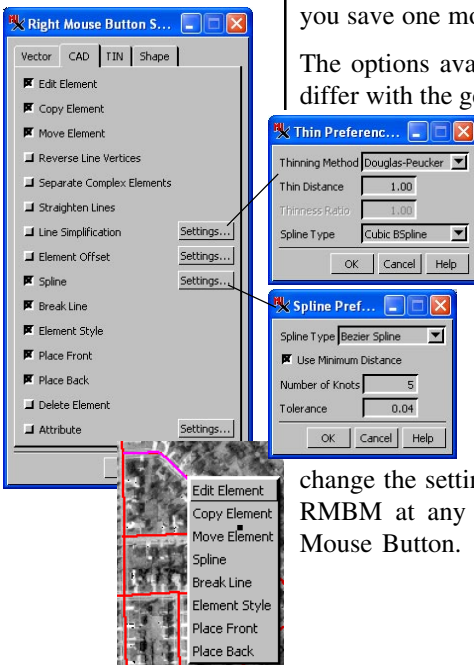 you save one mo
The options ava
differ with the g
Right Mouse Button S...
Vector CAD TIN Shape
Edit Element
Copy Element
Move Element
Reverse Line Vertices
Separate Complex Elements
Straighten Lines
Line Simplification Settings...
Element Offset Settings...
Spline Settings...
Break Line
Element Style
Place Front
Place Back
Delete Element
Attribute Settings...
Thin Preferenc...
Thinning Method Douglas-Peucker
Thin Distance 1.00
Thinness Ratio 1.00
Spline Type Cubic BSpline
OK Cancel Help
Spline Pref...
Spline Type Bezier Spline
Use Minimum Distance
Number of Knots 5
Tolerance 0.04
OK Cancel Help
change the settin
RMBM at any
Mouse Button.
Edit Element
Copy Element
Move Element
Spline
Break Line
Element Style
Place Front
Place Back